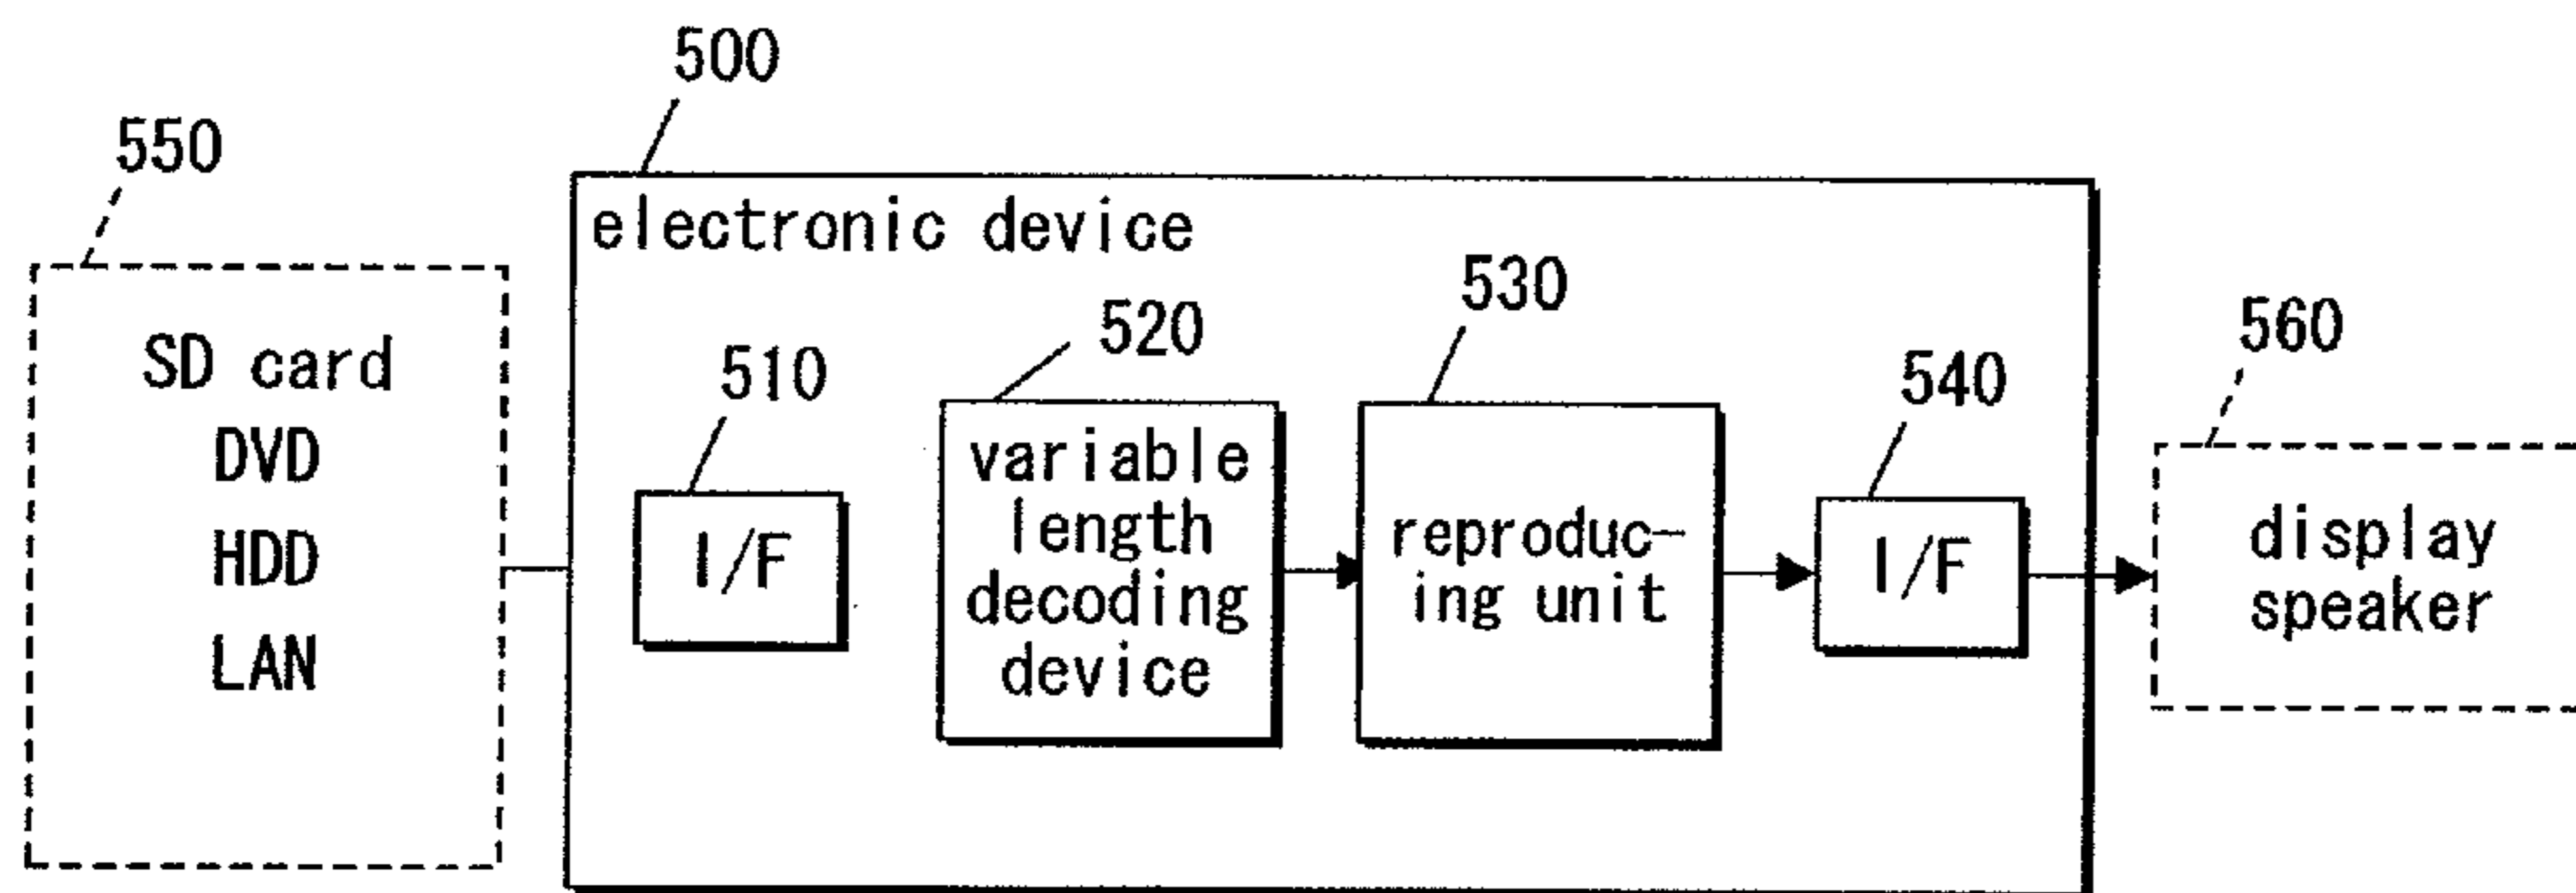 500
550
electronic device
530
520
560
SD card
510
540
DVD
variable
length
decoding
device
HDD
I/F
reproduc-
ing unit
I/F
display
speaker
LAN